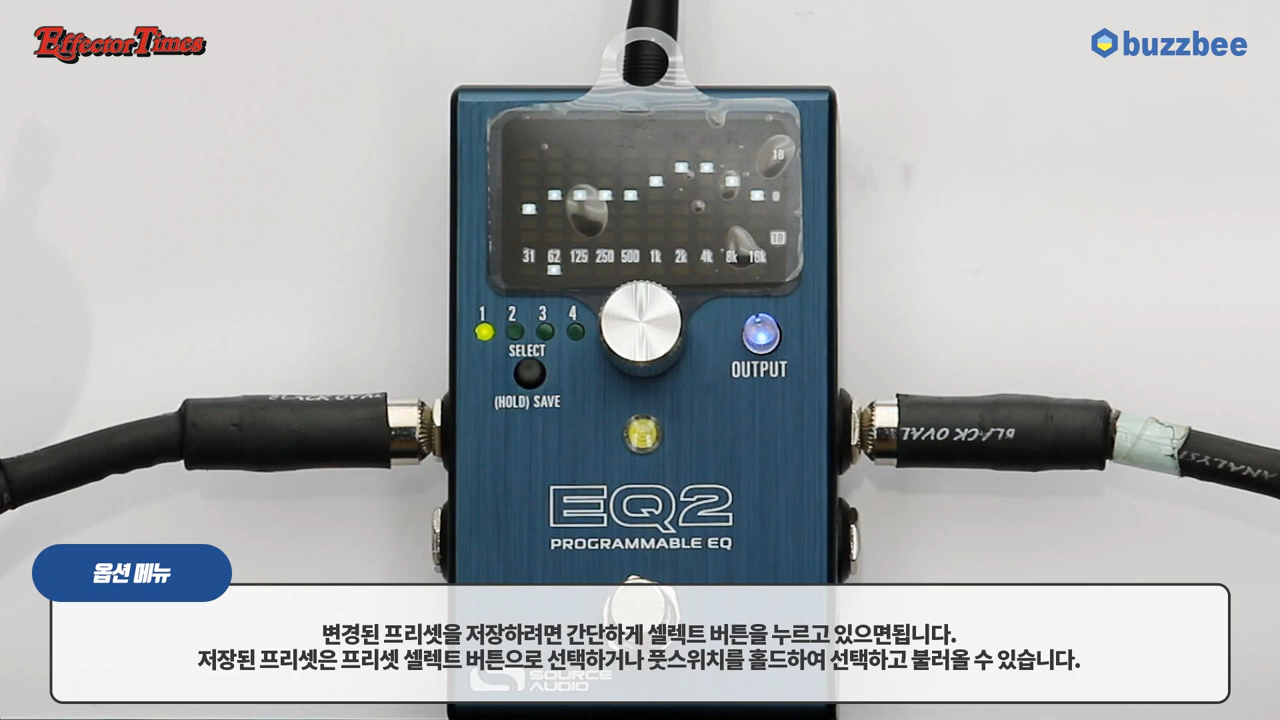 Effector Times
buzzbee
18
0
18
31 62 125 250 500 1k 2k 4k 8k 16k
1 2 3 4
SELECT
(HOLD) SAVE
OUTPUT
BLACK OVAL
BLACK OVAL
ANALYSI
EQ2
PROGRAMMABLE EQ
옵션 메뉴
변경된 프리셋을 저장하려면 간단하게 셀렉트 버튼을 누르고 있으면됩니다.
저장된 프리셋은 프리셋 셀렉트 버튼으로 선택하거나 풋스위치를 홀드하여 선택하고 불러올 수 있습니다.
SOURCE
AUDIO